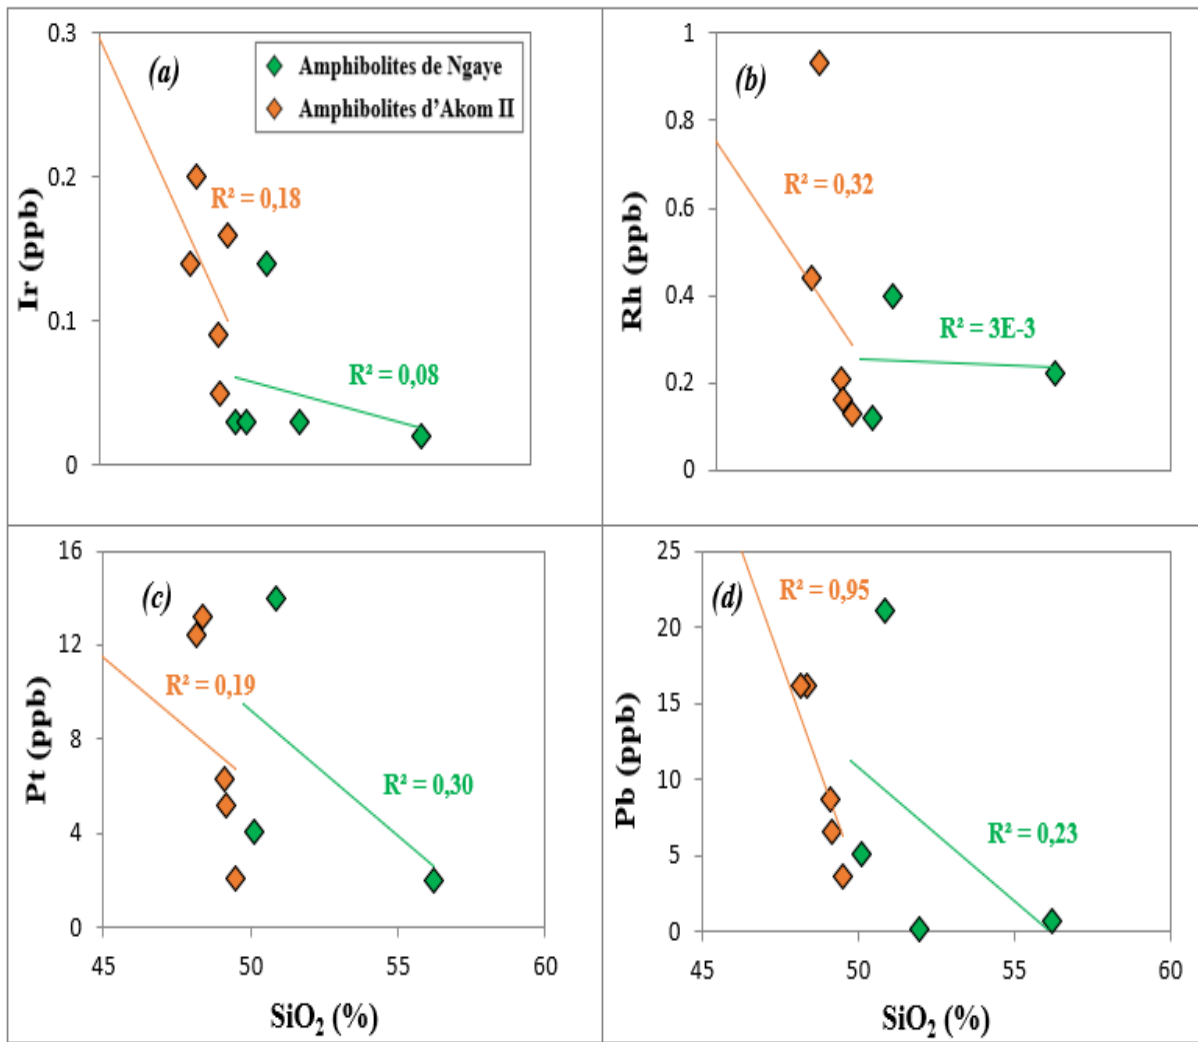 0.3
(a)
Amphibolites de Ngaye
Amphibolites d'Akom II
0.2
R² = 0,18
Ir (ppb)
0.1
R² = 0,08
0
1
(b)
0.8
R² = 0,32
0.6
Rh (ppb)
0.4
R² = 3E-3
0.2
0
16
(c)
12
R² = 0,19
8
Pt (ppb)
R² = 0,30
4
0
45
50
55
60
SiO₂ (%)
25
(d)
R² = 0,95
20
15
Pb (ppb)
10
R² = 0,23
5
0
45
50
55
60
SiO₂ (%)